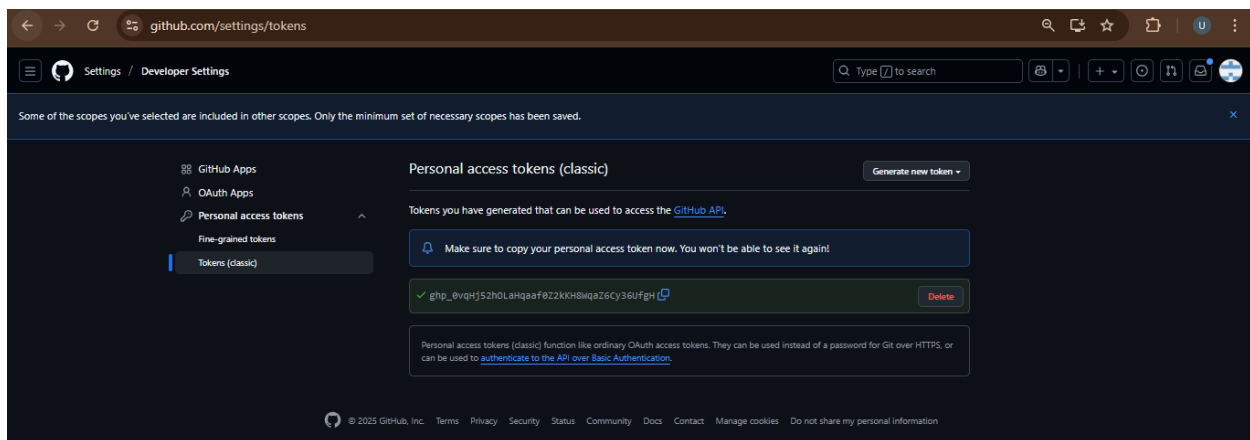 github.com/settings/tokens
U
Settings / Developer Settings
Type / to search
Some of the scopes you've selected are included in other scopes. Only the minimum set of necessary scopes has been saved.
GitHub Apps
OAuth Apps
Personal access tokens
Fine-grained tokens
Tokens (classic)
Personal access tokens (classic)
Generate new token
Tokens you have generated that can be used to access the GitHub API.
Make sure to copy your personal access token now. You won't be able to see it again!
Delete
Personal access tokens (classic) function like ordinary OAuth access tokens. They can be used instead of a password for Git over HTTPS, or
can be used to authenticate to the API over Basic Authentication.
© 2025 GitHub, Inc. Terms Privacy Security Status Community Docs Contact Manage cookies Do not share my personal information